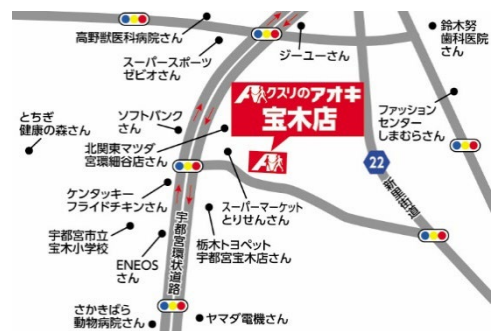 高野獣医科病院さん
スーパースポーツ
ゼビオさん
ジーユーさん
鈴木努
歯科医院
さん
クスリのアオキ
宝木店
ソフトバンク
さん
とちぎ
健康の森さん
北関東マツダ
宮環細谷店さん
ファッション
センター
しまむらさん
22
新里街道
ケンタッキー
フライドチキンさん
スーパーマーケット
とりせんさん
宇都宮環状道路
宇都宮市立
宝木小学校
栃木トヨペット
宇都宮宝木店さん
ENEOS
さん
さかきばら
動物病院さん
ヤマダ電機さん